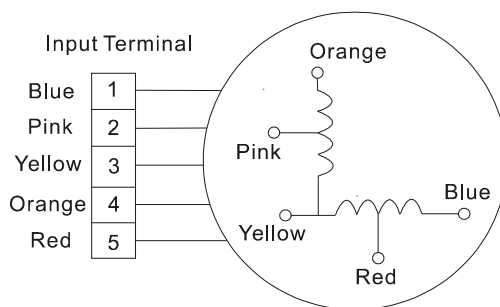 Input Terminal
Blue 1
Pink 2
Yellow 3
Orange 4
Red 5
Orange
Pink
Blue
Yellow
Red